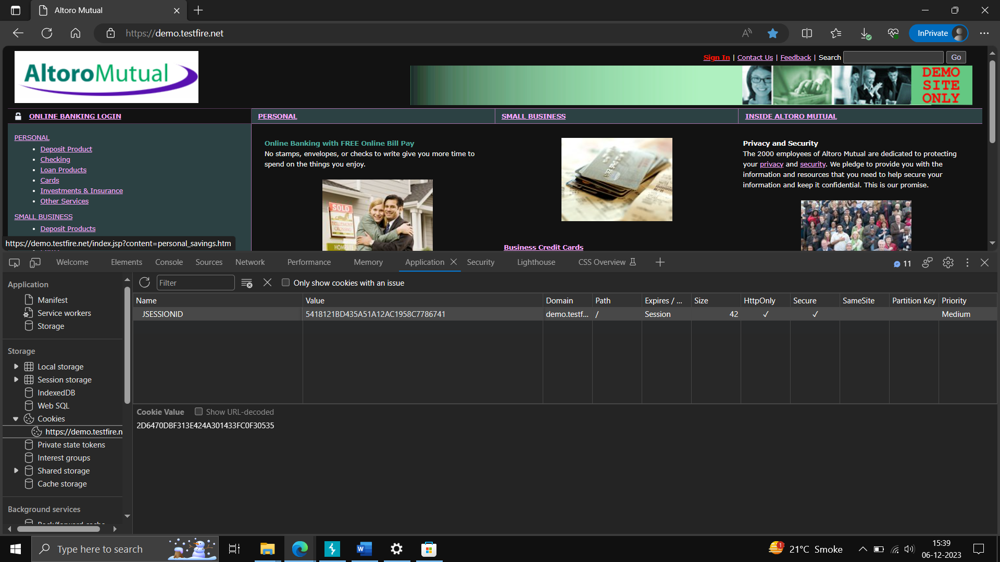 Altoro Mutual
https://demo.testfire.net
InPrivate
AltoroMutual
Sign In | Contact Us | Feedback | Search
Go
DEMO
SITE
ONLY
ONLINE BANKING LOGIN
PERSONAL
SMALL BUSINESS
INSIDE ALTORO MUTUAL
PERSONAL
Deposit Product
Checking
Loan Products
Cards
Investments & Insurance
Other Services
SMALL BUSINESS
Deposit Products
https://demo.testfire.net/index.jsp?content=personal_savings.htm
Online Banking with FREE Online Bill Pay
No stamps, envelopes, or checks to write give you more time to
spend on the things you enjoy.
SOLD
Business Credit Cards
Privacy and Security
The 2000 employees of Altoro Mutual are dedicated to protecting
your privacy and security. We pledge to provide you with the
information and resources that you need to help secure your
information and keep it confidential. This is our promise.
Welcome Elements Console Sources Network Performance Memory Application Security Lighthouse CSS Overview
11
Application
Manifest
Service workers
Storage
Storage
Local storage
Session storage
IndexedDB
Web SQL
Cookies
https://demo.testfire.n
Private state tokens
Interest groups
Shared storage
Cache storage
Background services
Filter
Only show cookies with an issue
Name Value Domain Path Expires / ... Size HttpOnly Secure SameSite Partition Key Priority
JSESSIONID 5418121BD435A51A12AC1958C7786741 demo.testf... / Session 42 ✓ ✓ Medium
Cookie Value Show URL-decoded
2D6470DBF313E424A301433FC0F30535
Type here to search
1
21°C Smoke
15:39
06-12-2023